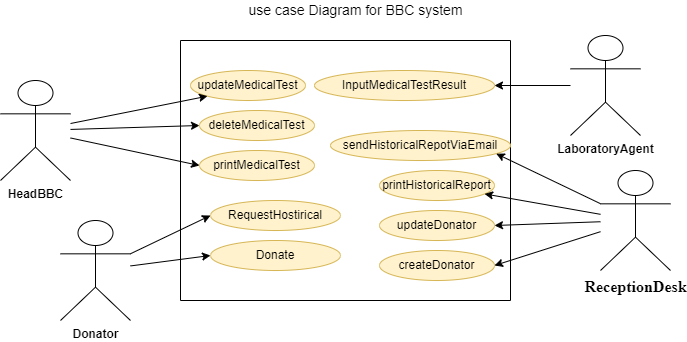 use case Diagram for BBC system
updateMedicalTest
InputMedicalTestResult
deleteMedicalTest
sendHistoricalRepotViaEmail
LaboratoryAgent
printMedicalTest
HeadBBC
printHistoricalReport
RequestHostirical
updateDonator
Donate
createDonator
ReceptionDesk
Donator